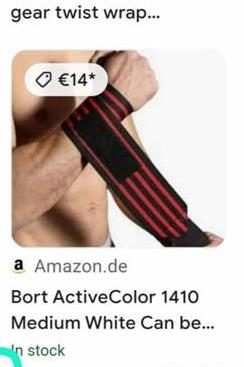 gear twist wrap...
€14*
a Amazon.de
Bort ActiveColor 1410
Medium White Can be...
In stock